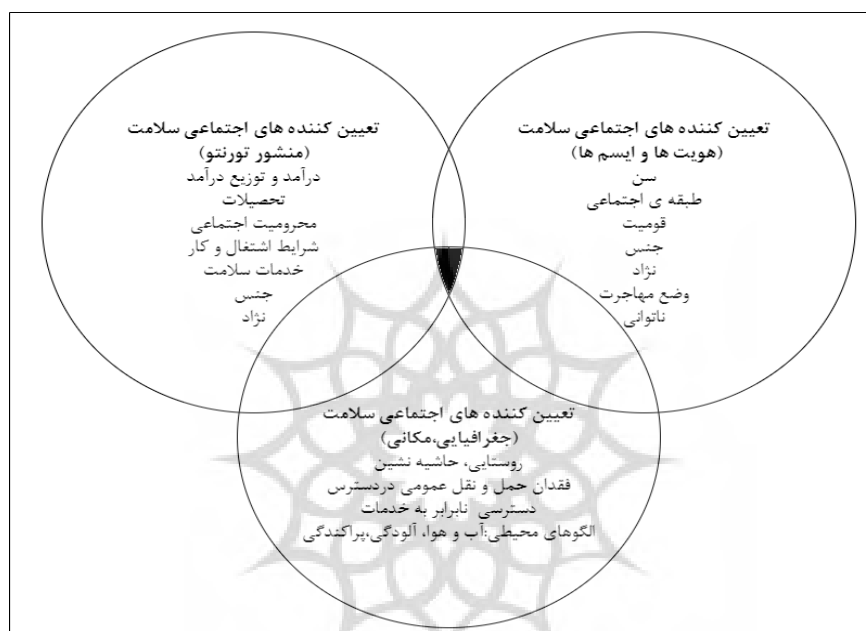 تعیین کننده های اجتماعی سلامت
(هویت ها و ایسم ها)
سن
طبقه ی اجتماعی
قومیت
جنس
نژاد
وضع مهاجرت
ناتوانی
تعیین کننده های اجتماعی سلامت
(منشور تورنتو)
درآمد و توزیع درآمد
تحصیلات
محرومیت اجتماعی
شرایط اشتغال و کار
خدمات سلامت
جنس
نژاد
تعیین کننده های اجتماعی سلامت
(جغرافیایی،مکانی)
روستایی، حاشیه نشین
فقدان حمل و نقل عمومی دردسترس
دسترسی نابرابر به خدمات
الگوهای محیطی:آب و هوا، آلودگی،پراکندگی